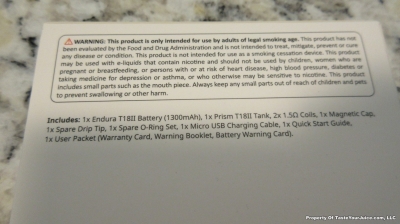 WARNING: This product is only intended for use by adults of legal smoking age. This product has not
been evaluated by the Food and Drug Administration and is not intended to treat, mitigate, prevent or cure
any disease or condition. This product is not intended for use as a smoking cessation device. This product
may be used with e-liquids that contain nicotine and should not be used by children, women who are
pregnant or breastfeeding, or persons with or at risk of heart disease, high blood pressure, diabetes or
taking medicine for depression or asthma, or who otherwise may be sensitive to nicotine. This product
includes small parts such as the mouth piece. Always keep any small parts out of reach of children and pets
to prevent swallowing or other harm.
Includes: 1x Endura T18II Battery (1300mAh), 1x Prism T18II Tank, 2x 1.5Ω Coils, 1x Magnetic Cap,
1x Spare Drip Tip, 1x Spare O-Ring Set, 1x Micro USB Charging Cable, 1x Quick Start Guide,
1x User Packet (Warranty Card, Warning Booklet, Battery Warning Card).
Property Of TasteYourJuice.com, LLC